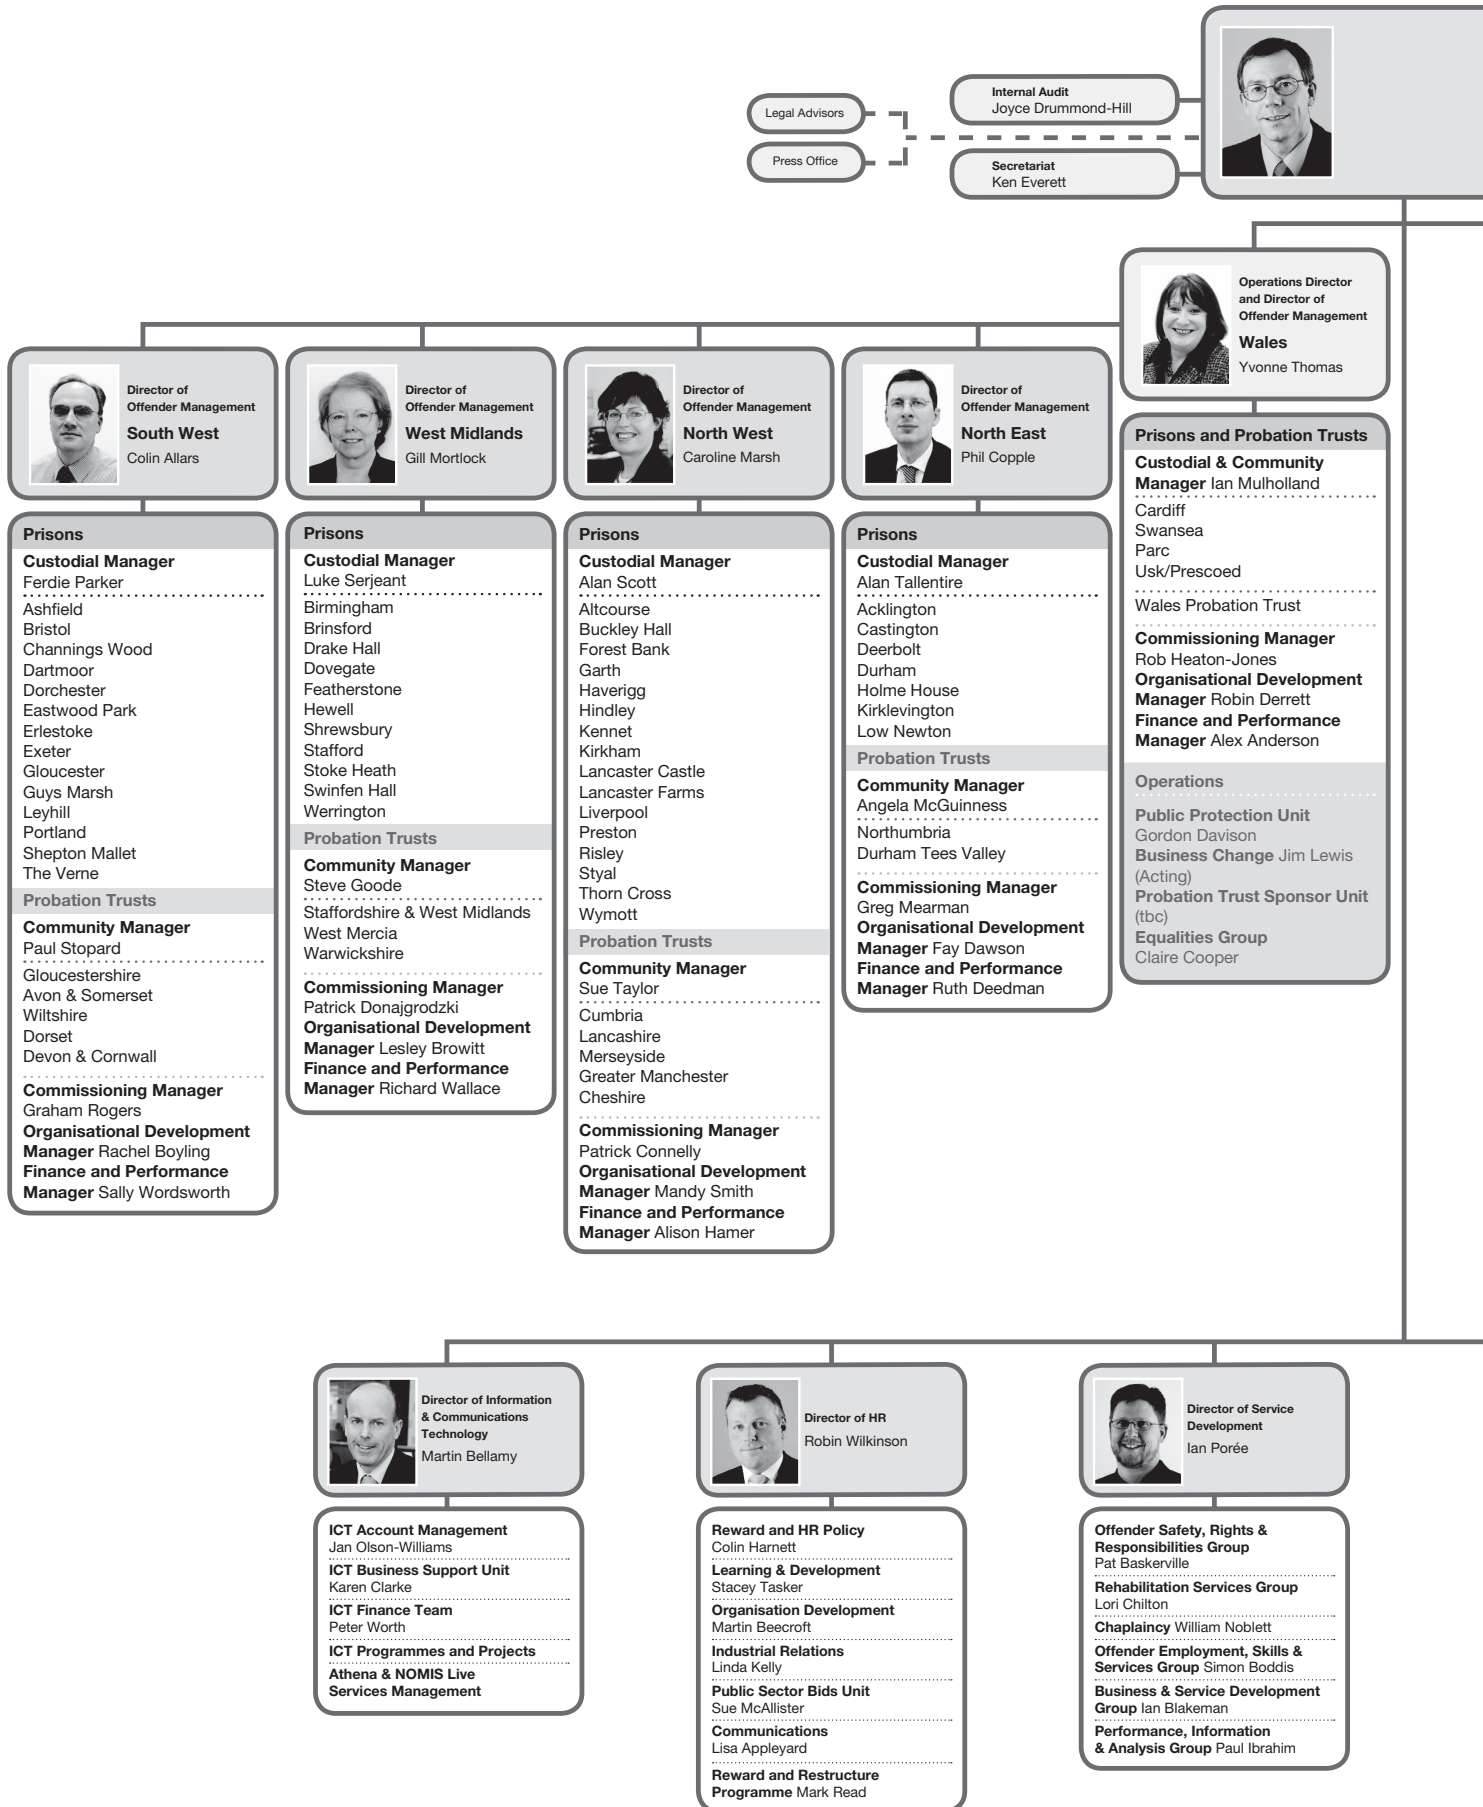 Legal Advisors
Press Office
Internal Audit
Joyce Drummond-Hill
Secretariat
Ken Everett
Operations Director
and Director of
Offender Management
Wales
Yvonne Thomas
Director of
Offender Management
South West
Colin Allars
Director of
Offender Management
West Midlands
Gill Mortlock
Director of
Offender Management
North West
Caroline Marsh
Director of
Offender Management
North East
Phil Copple
Prisons
Custodial Manager
Ferdie Parker
Ashfield
Bristol
Channings Wood
Dartmoor
Dorchester
Eastwood Park
Erlestoke
Exeter
Gloucester
Guys Marsh
Leyhill
Portland
Shepton Mallet
The Verne
Probation Trusts
Community Manager
Paul Stopard
Gloucestershire
Avon & Somerset
Wiltshire
Dorset
Devon & Cornwall
Commissioning Manager
Graham Rogers
Organisational Development
Manager Rachel Boyling
Finance and Performance
Manager Sally Wordsworth
Prisons
Custodial Manager
Luke Serjeant
Birmingham
Brinsford
Drake Hall
Dovegate
Featherstone
Hewell
Shrewsbury
Stafford
Stoke Heath
Swinfen Hall
Werrington
Probation Trusts
Community Manager
Steve Goode
Staffordshire & West Midlands
West Mercia
Warwickshire
Commissioning Manager
Patrick Donajgrodzki
Organisational Development
Manager Lesley Browitt
Finance and Performance
Manager Richard Wallace
Prisons
Custodial Manager
Alan Scott
Altcourse
Buckley Hall
Forest Bank
Garth
Haverigg
Hindley
Kennet
Kirkham
Lancaster Castle
Lancaster Farms
Liverpool
Preston
Risley
Styal
Thorn Cross
Wymott
Probation Trusts
Community Manager
Sue Taylor
Cumbria
Lancashire
Merseyside
Greater Manchester
Cheshire
Commissioning Manager
Patrick Connelly
Organisational Development
Manager Mandy Smith
Finance and Performance
Manager Alison Hamer
Prisons
Custodial Manager
Alan Tallentire
Acklington
Castington
Deerbolt
Durham
Holme House
Kirklevington
Low Newton
Probation Trusts
Community Manager
Angela McGuinness
Northumbria
Durham Tees Valley
Commissioning Manager
Greg Mearman
Organisational Development
Manager Fay Dawson
Finance and Performance
Manager Ruth Deedman
Prisons and Probation Trusts
Custodial & Community
Manager Ian Mulholland
Cardiff
Swansea
Parc
Usk/Prescoed
Wales Probation Trust
Commissioning Manager
Rob Heaton-Jones
Organisational Development
Manager Robin Derrett
Finance and Performance
Manager Alex Anderson
Operations
Public Protection Unit
Gordon Davison
Business Change Jim Lewis
(Acting)
Probation Trust Sponsor Unit
(tbc)
Equalities Group
Claire Cooper
Director of Information
& Communications
Technology
Martin Bellamy
ICT Account Management
Jan Olson-Williams
ICT Business Support Unit
Karen Clarke
ICT Finance Team
Peter Worth
ICT Programmes and Projects
Athena & NOMIS Live
Services Management
Director of HR
Robin Wilkinson
Reward and HR Policy
Colin Harnett
Learning & Development
Stacey Tasker
Organisation Development
Martin Beecroft
Industrial Relations
Linda Kelly
Public Sector Bids Unit
Sue McAllister
Communications
Lisa Appleyard
Reward and Restructure
Programme Mark Read
Director of Service
Development
Ian Porée
Offender Safety, Rights &
Responsibilities Group
Pat Baskerville
Rehabilitation Services Group
Lori Chilton
Chaplaincy William Noblett
Offender Employment, Skills &
Services Group Simon Boddis
Business & Service Development
Group Ian Blakeman
Performance, Information
& Analysis Group Paul Ibrahim